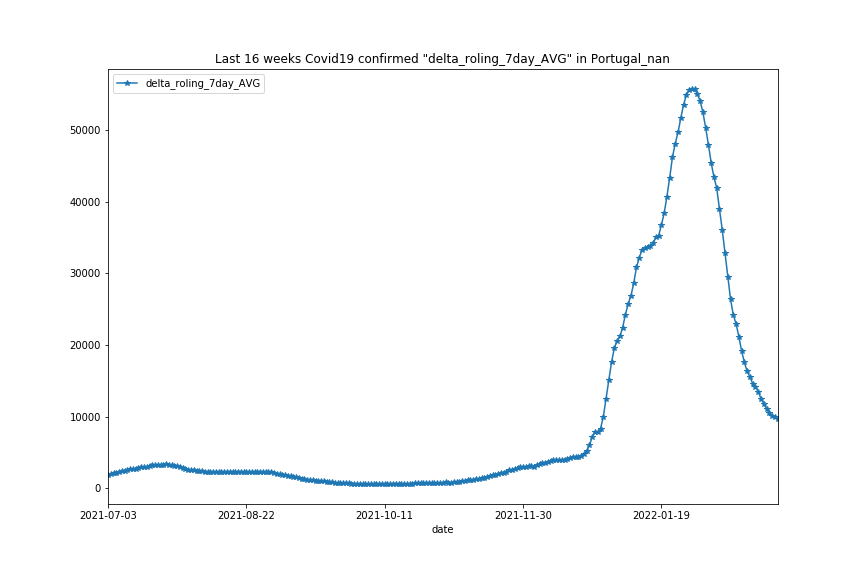 Last 16 weeks Covid19 confirmed "delta_roling_7day_AVG" in Portugal_nan
delta_roling_7day_AVG
50000
40000
30000
20000
10000
0
2021-07-03 2021-08-22 2021-10-11 2021-11-30 2022-01-19
date